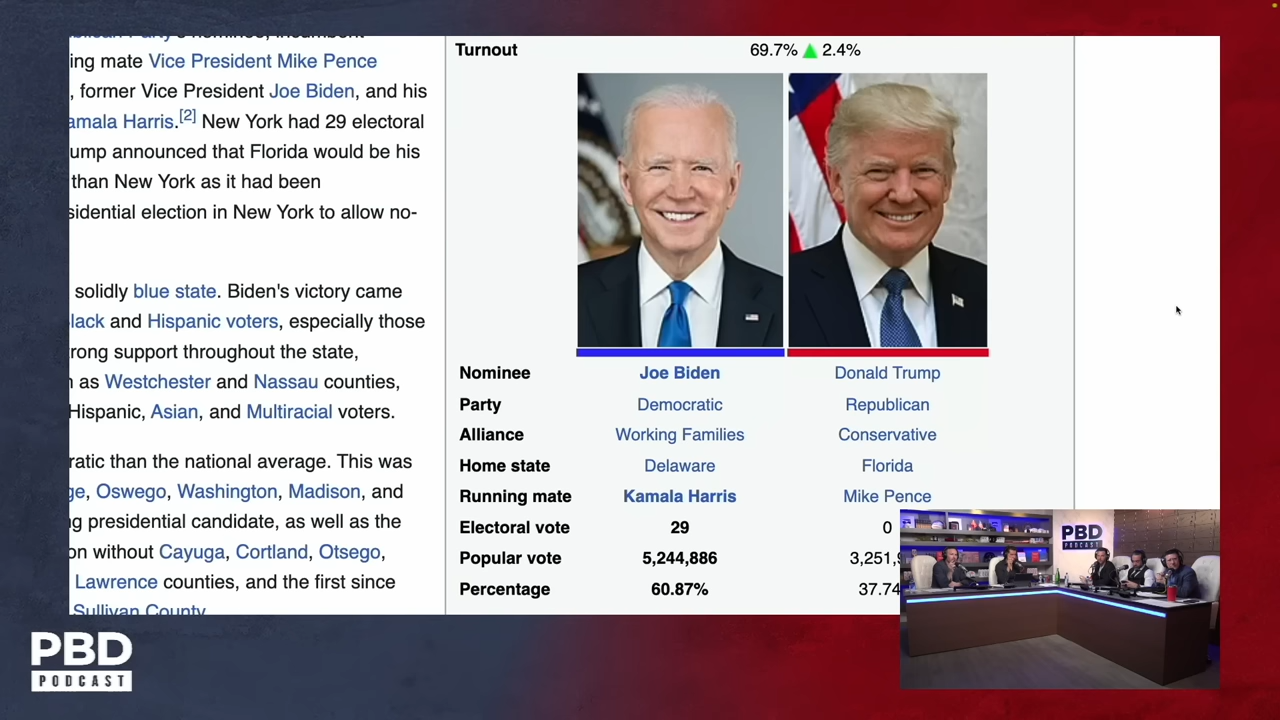 ing mate Vice President Mike Pence
, former Vice President Joe Biden, and his
amala Harris.[2] New York had 29 electoral
ump announced that Florida would be his
than New York as it had been
sidential election in New York to allow no-
solidly blue state. Biden's victory came
lack and Hispanic voters, especially those
rong support throughout the state,
n as Westchester and Nassau counties,
Hispanic, Asian, and Multiracial voters.
ratic than the national average. This was
ge, Oswego, Washington, Madison, and
ng presidential candidate, as well as the
on without Cayuga, Cortland, Otsego,
Lawrence counties, and the first since
Sullivan County
Turnout 69.7% ▲ 2.4%
Nominee Joe Biden Donald Trump
Party Democratic Republican
Alliance Working Families Conservative
Home state Delaware Florida
Running mate Kamala Harris Mike Pence
Electoral vote 29 0
Popular vote 5,244,886 3,251,
Percentage 60.87% 37.74
PBD
PODCAST
PBD
PODCAST